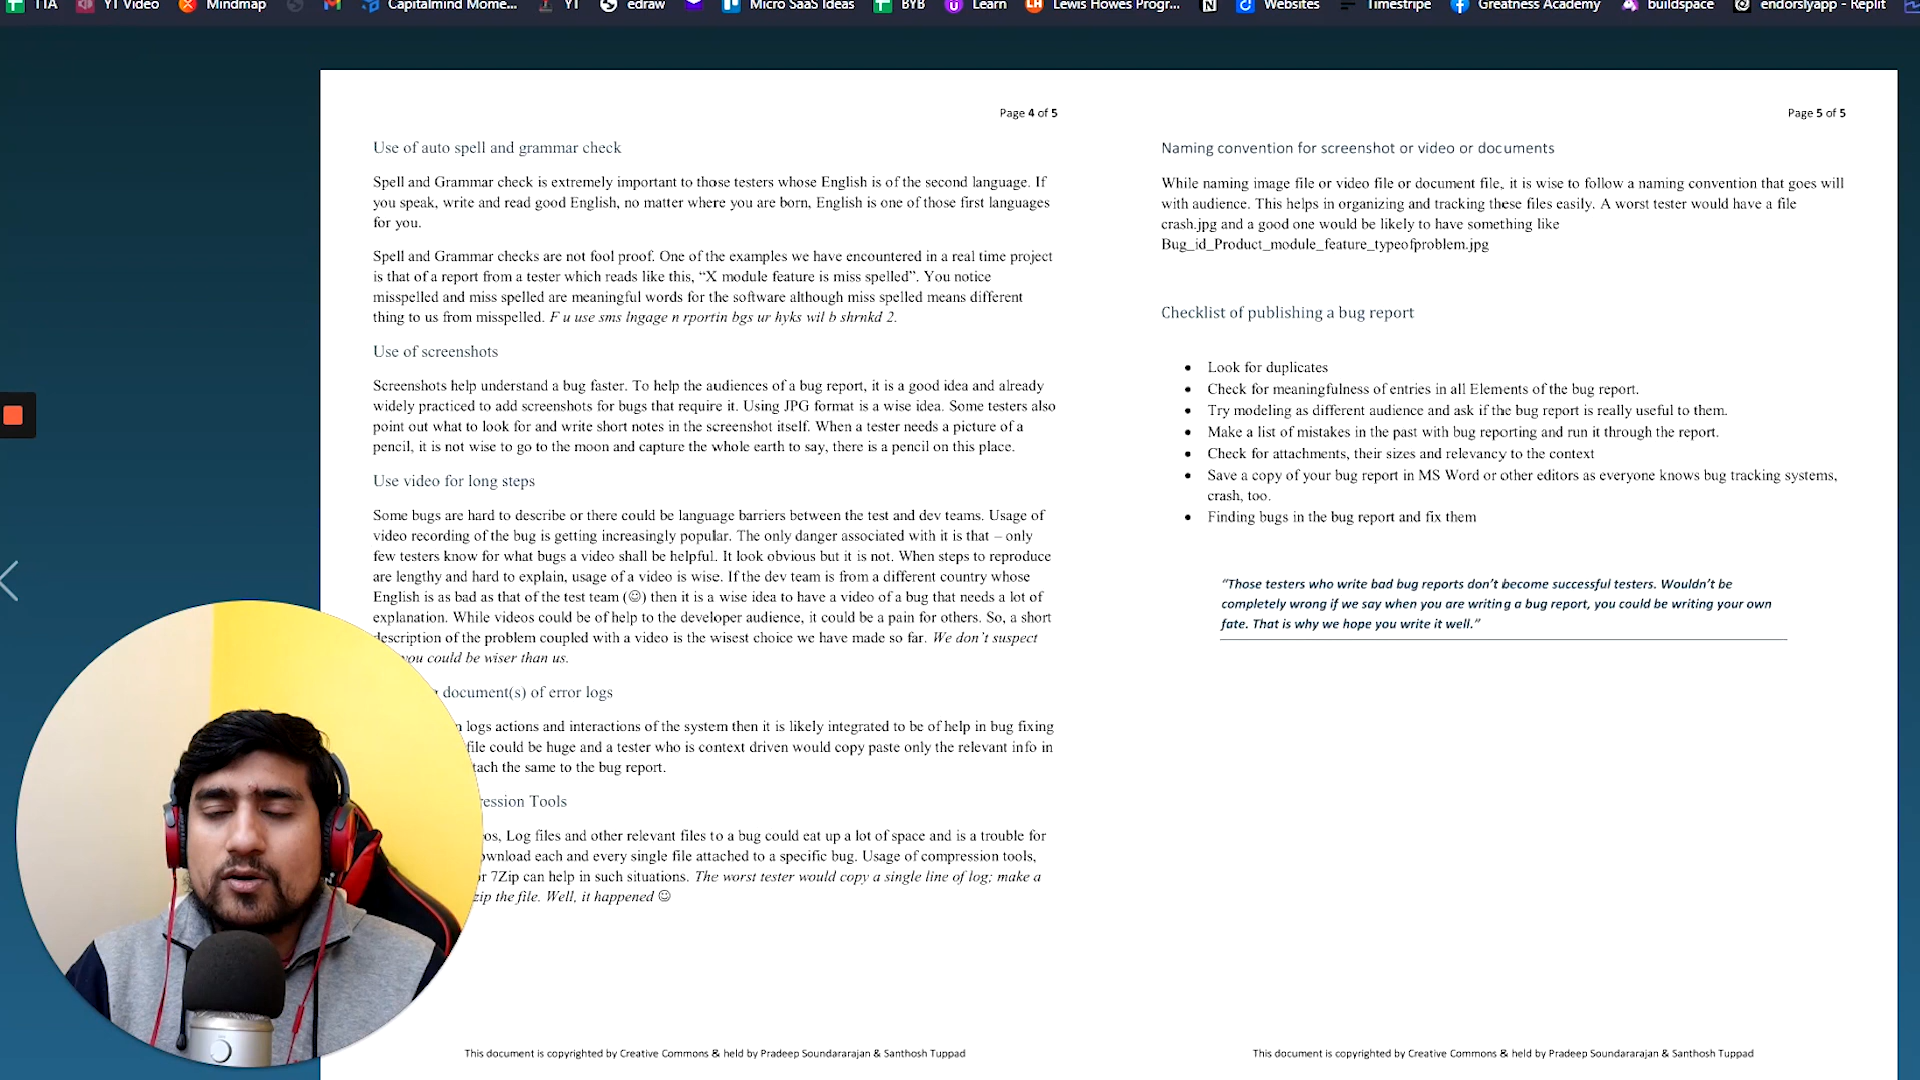 TTA YT Video Mindmap Capitalmind Mome... YT edraw Micro SaaS Ideas BYB Learn Lewis Howes Progr... Websites Timestripe Greatness Academy buildspace endorslyapp - Replit
Page 4 of 5
Use of auto spell and grammar check
Spell and Grammar check is extremely important to those testers whose English is of the second language. If
you speak, write and read good English, no matter where you are born, English is one of those first languages
for you.
Spell and Grammar checks are not fool proof. One of the examples we have encountered in a real time project
is that of a report from a tester which reads like this, “X module feature is miss spelled”. You notice
misspelled and miss spelled are meaningful words for the software although miss spelled means different
thing to us from misspelled. F u use sms lngage n rportin bgs ur hyks wil b shrnkd 2.
Use of screenshots
Screenshots help understand a bug faster. To help the audiences of a bug report, it is a good idea and already
widely practiced to add screenshots for bugs that require it. Using JPG format is a wise idea. Some testers also
point out what to look for and write short notes in the screenshot itself. When a tester needs a picture of a
pencil, it is not wise to go to the moon and capture the whole earth to say, there is a pencil on this place.
Use video for long steps
Some bugs are hard to describe or there could be language barriers between the test and dev teams. Usage of
video recording of the bug is getting increasingly popular. The only danger associated with it is that – only
few testers know for what bugs a video shall be helpful. It look obvious but it is not. When steps to reproduce
are lengthy and hard to explain, usage of a video is wise. If the dev team is from a different country whose
English is as bad as that of the test team (☺) then it is a wise idea to have a video of a bug that needs a lot of
explanation. While videos could be of help to the developer audience, it could be a pain for others. So, a short
description of the problem coupled with a video is the wisest choice we have made so far. We don’t suspect
you could be wiser than us.
document(s) of error logs
logs actions and interactions of the system then it is likely integrated to be of help in bug fixing
file could be huge and a tester who is context driven would copy paste only the relevant info in
tach the same to the bug report.
ression Tools
os, Log files and other relevant files to a bug could eat up a lot of space and is a trouble for
ownload each and every single file attached to a specific bug. Usage of compression tools,
or 7Zip can help in such situations. The worst tester would copy a single line of log; make a
zip the file. Well, it happened ☺
This document is copyrighted by Creative Commons & held by Pradeep Soundararajan & Santhosh Tuppad
Page 5 of 5
Naming convention for screenshot or video or documents
While naming image file or video file or document file, it is wise to follow a naming convention that goes will
with audience. This helps in organizing and tracking these files easily. A worst tester would have a file
crash.jpg and a good one would be likely to have something like
Bug_id_Product_module_feature_typeofproblem.jpg
Checklist of publishing a bug report
• Look for duplicates
• Check for meaningfulness of entries in all Elements of the bug report.
• Try modeling as different audience and ask if the bug report is really useful to them.
• Make a list of mistakes in the past with bug reporting and run it through the report.
• Check for attachments, their sizes and relevancy to the context
• Save a copy of your bug report in MS Word or other editors as everyone knows bug tracking systems,
crash, too.
• Finding bugs in the bug report and fix them
“Those testers who write bad bug reports don’t become successful testers. Wouldn’t be
completely wrong if we say when you are writing a bug report, you could be writing your own
fate. That is why we hope you write it well.”
This document is copyrighted by Creative Commons & held by Pradeep Soundararajan & Santhosh Tuppad